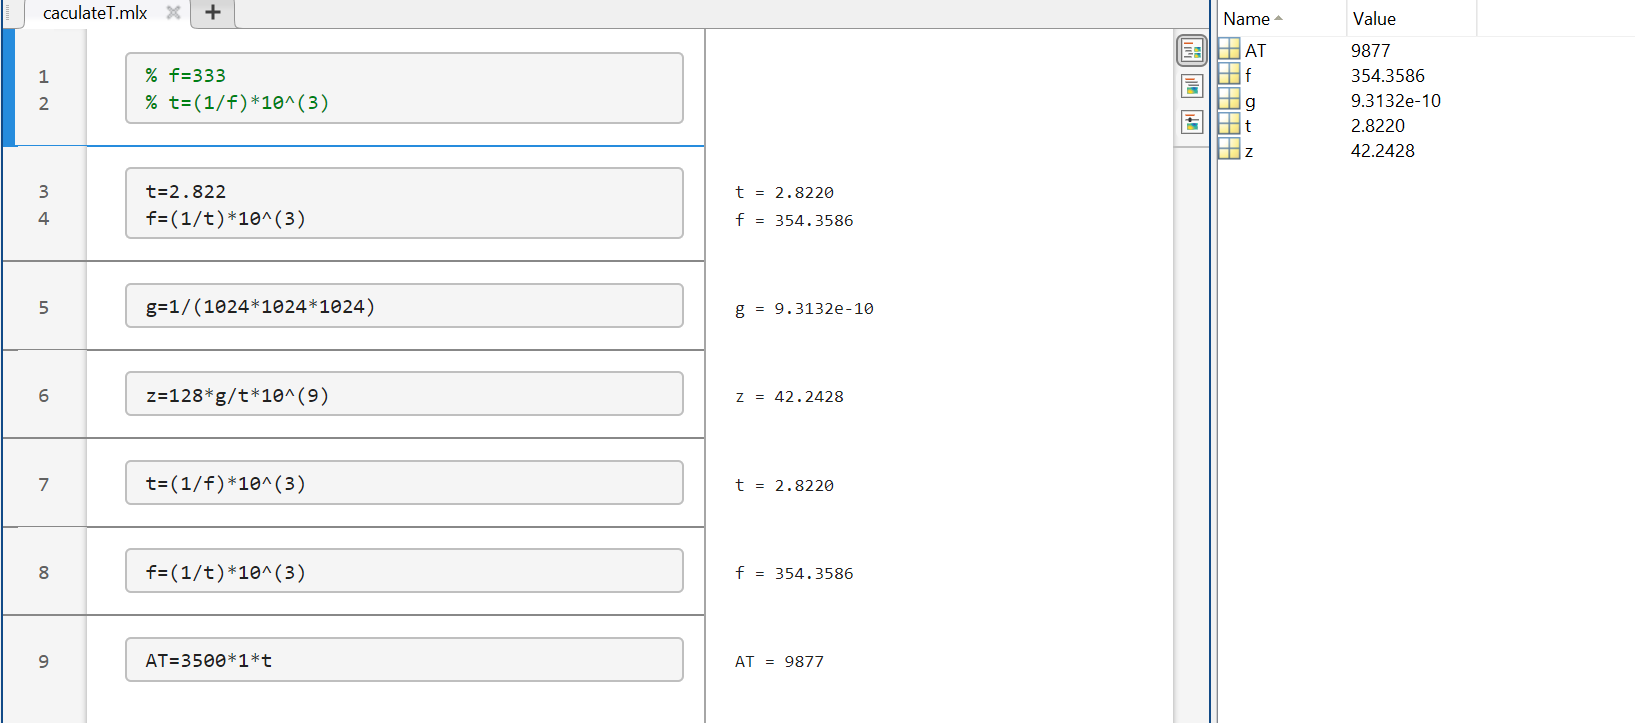 caculateT.mlx
Name Value
1 % f=333
2 % t=(1/f)*10^(3)
3 t=2.822
4 f=(1/t)*10^(3)
t = 2.8220
f = 354.3586
5 g=1/(1024*1024*1024)
g = 9.3132e-10
6 z=128*g/t*10^(9)
z = 42.2428
7 t=(1/f)*10^(3)
t = 2.8220
8 f=(1/t)*10^(3)
f = 354.3586
9 AT=3500*1*t
AT = 9877
AT 9877
f 354.3586
g 9.3132e-10
t 2.8220
z 42.2428